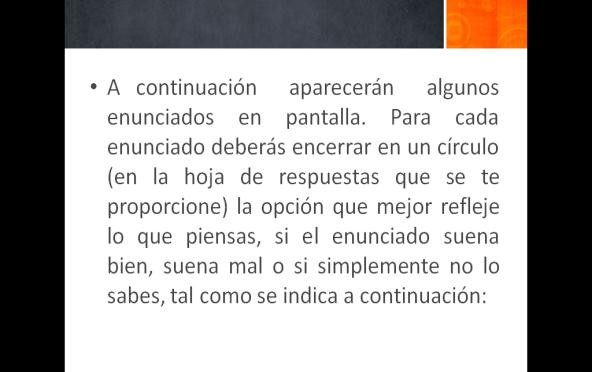 • A continuación aparecerán algunos
enunciados en pantalla. Para cada
enunciado deberás encerrar en un círculo
(en la hoja de respuestas que se te
proporcione) la opción que mejor refleje
lo que piensas, si el enunciado suena
bien, suena mal o si simplemente no lo
sabes, tal como se indica a continuación: